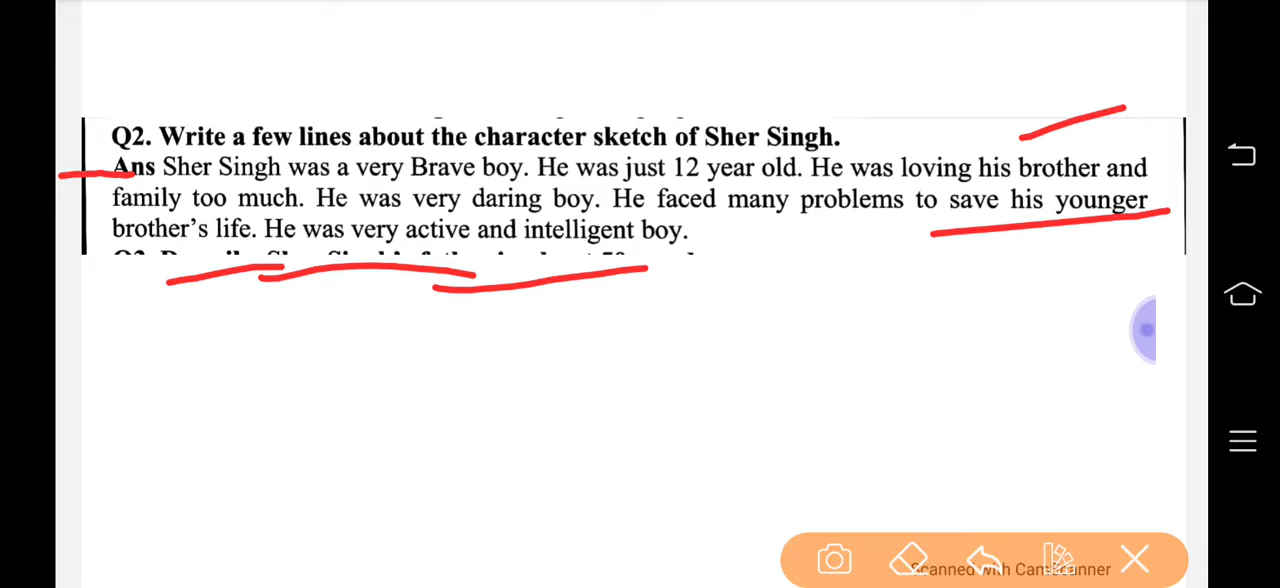 Q2. Write a few lines about the character sketch of Sher Singh.
Ans Sher Singh was a very Brave boy. He was just 12 year old. He was loving his brother and
family too much. He was very daring boy. He faced many problems to save his younger
brother's life. He was very active and intelligent boy.
Scanned with CamScanner